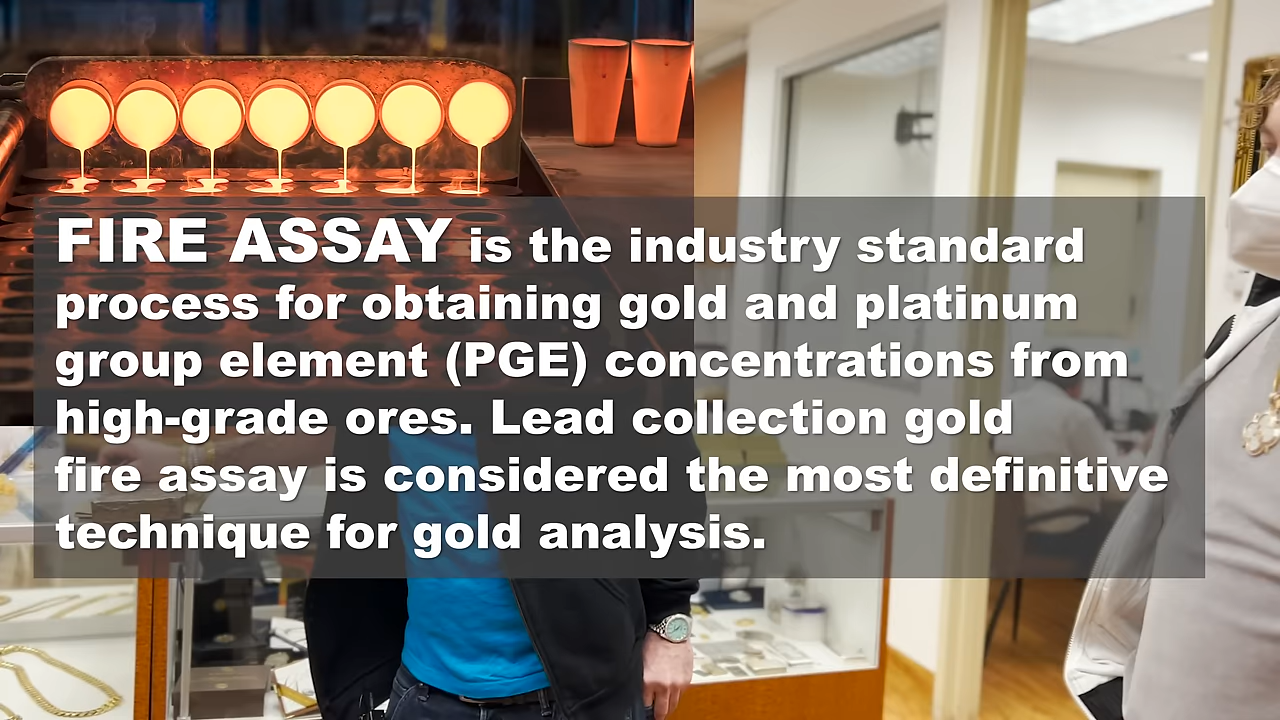 FIRE ASSAY is the industry standard
process for obtaining gold and platinum
group element (PGE) concentrations from
high-grade ores. Lead collection gold
fire assay is considered the most definitive
technique for gold analysis.